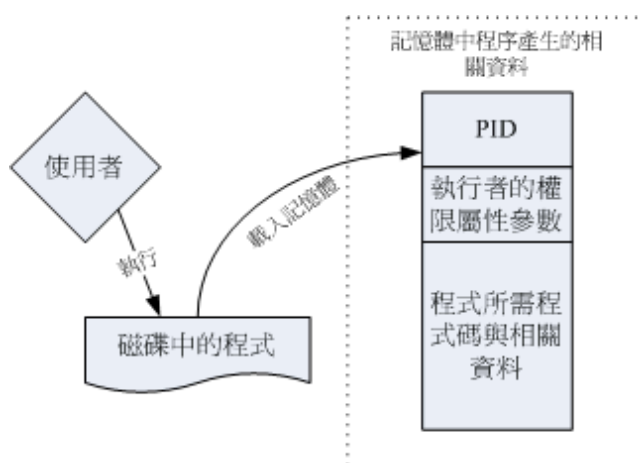 記憶體中程序產生的相
關資料
使用者
執行
磁碟中的程式
載入記憶體
PID
執行者的權
限屬性參數
程式所需程
式碼與相關
資料